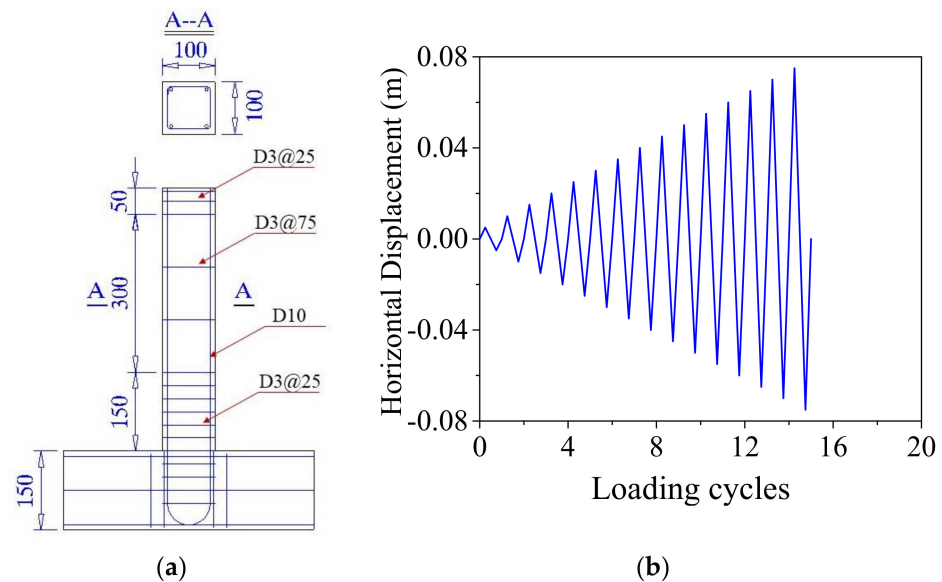 A--A
100
100
D3@25
50
D3@75
A
A
300
D10
D3@25
150
150
(a)
0.08
0.04
0.00
-0.04
-0.08
Horizontal Displacement (m)
0
4
8
12
16
20
Loading cycles
(b)